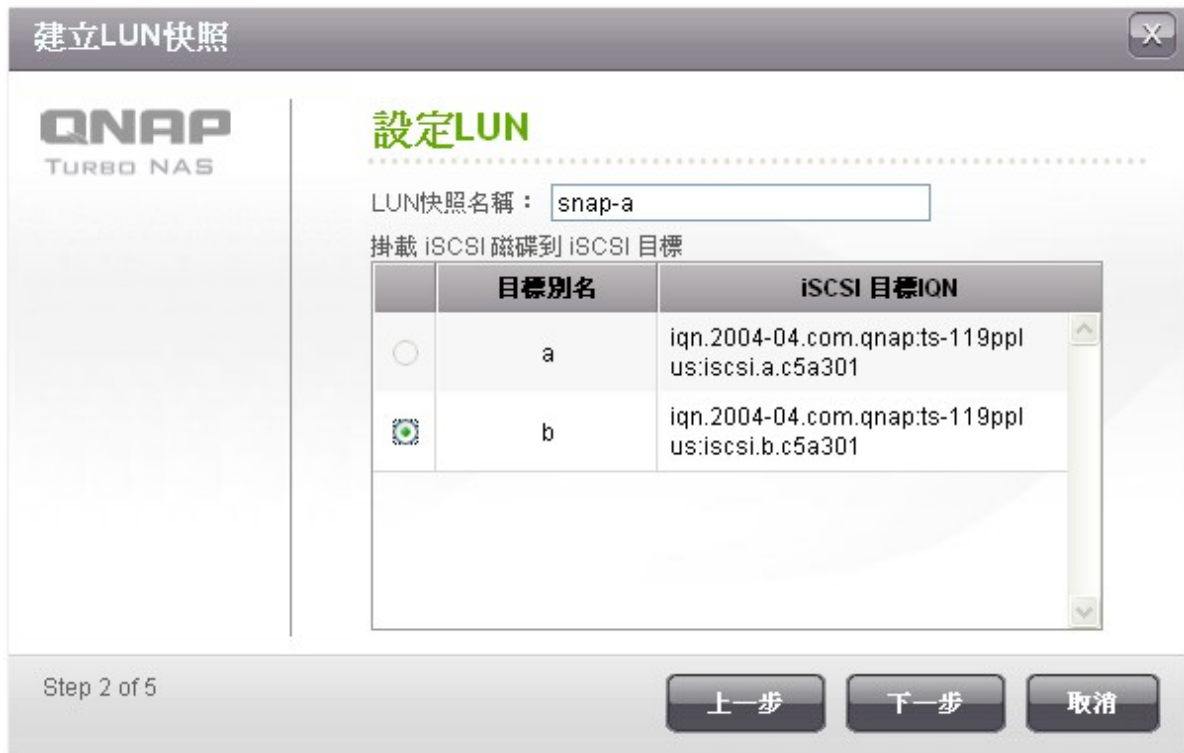 建立LUN快照
X
QNAP
TURBO NAS
設定LUN
LUN快照名稱： snap-a
掛載 iSCSI 磁碟到 iSCSI 目標
目標別名 iSCSI 目標IQN
a
iqn.2004-04.com.qnap:ts-119ppl
us:iscsi.a.c5a301
b
iqn.2004-04.com.qnap:ts-119ppl
us:iscsi.b.c5a301
Step 2 of 5
上一步 下一步 取消